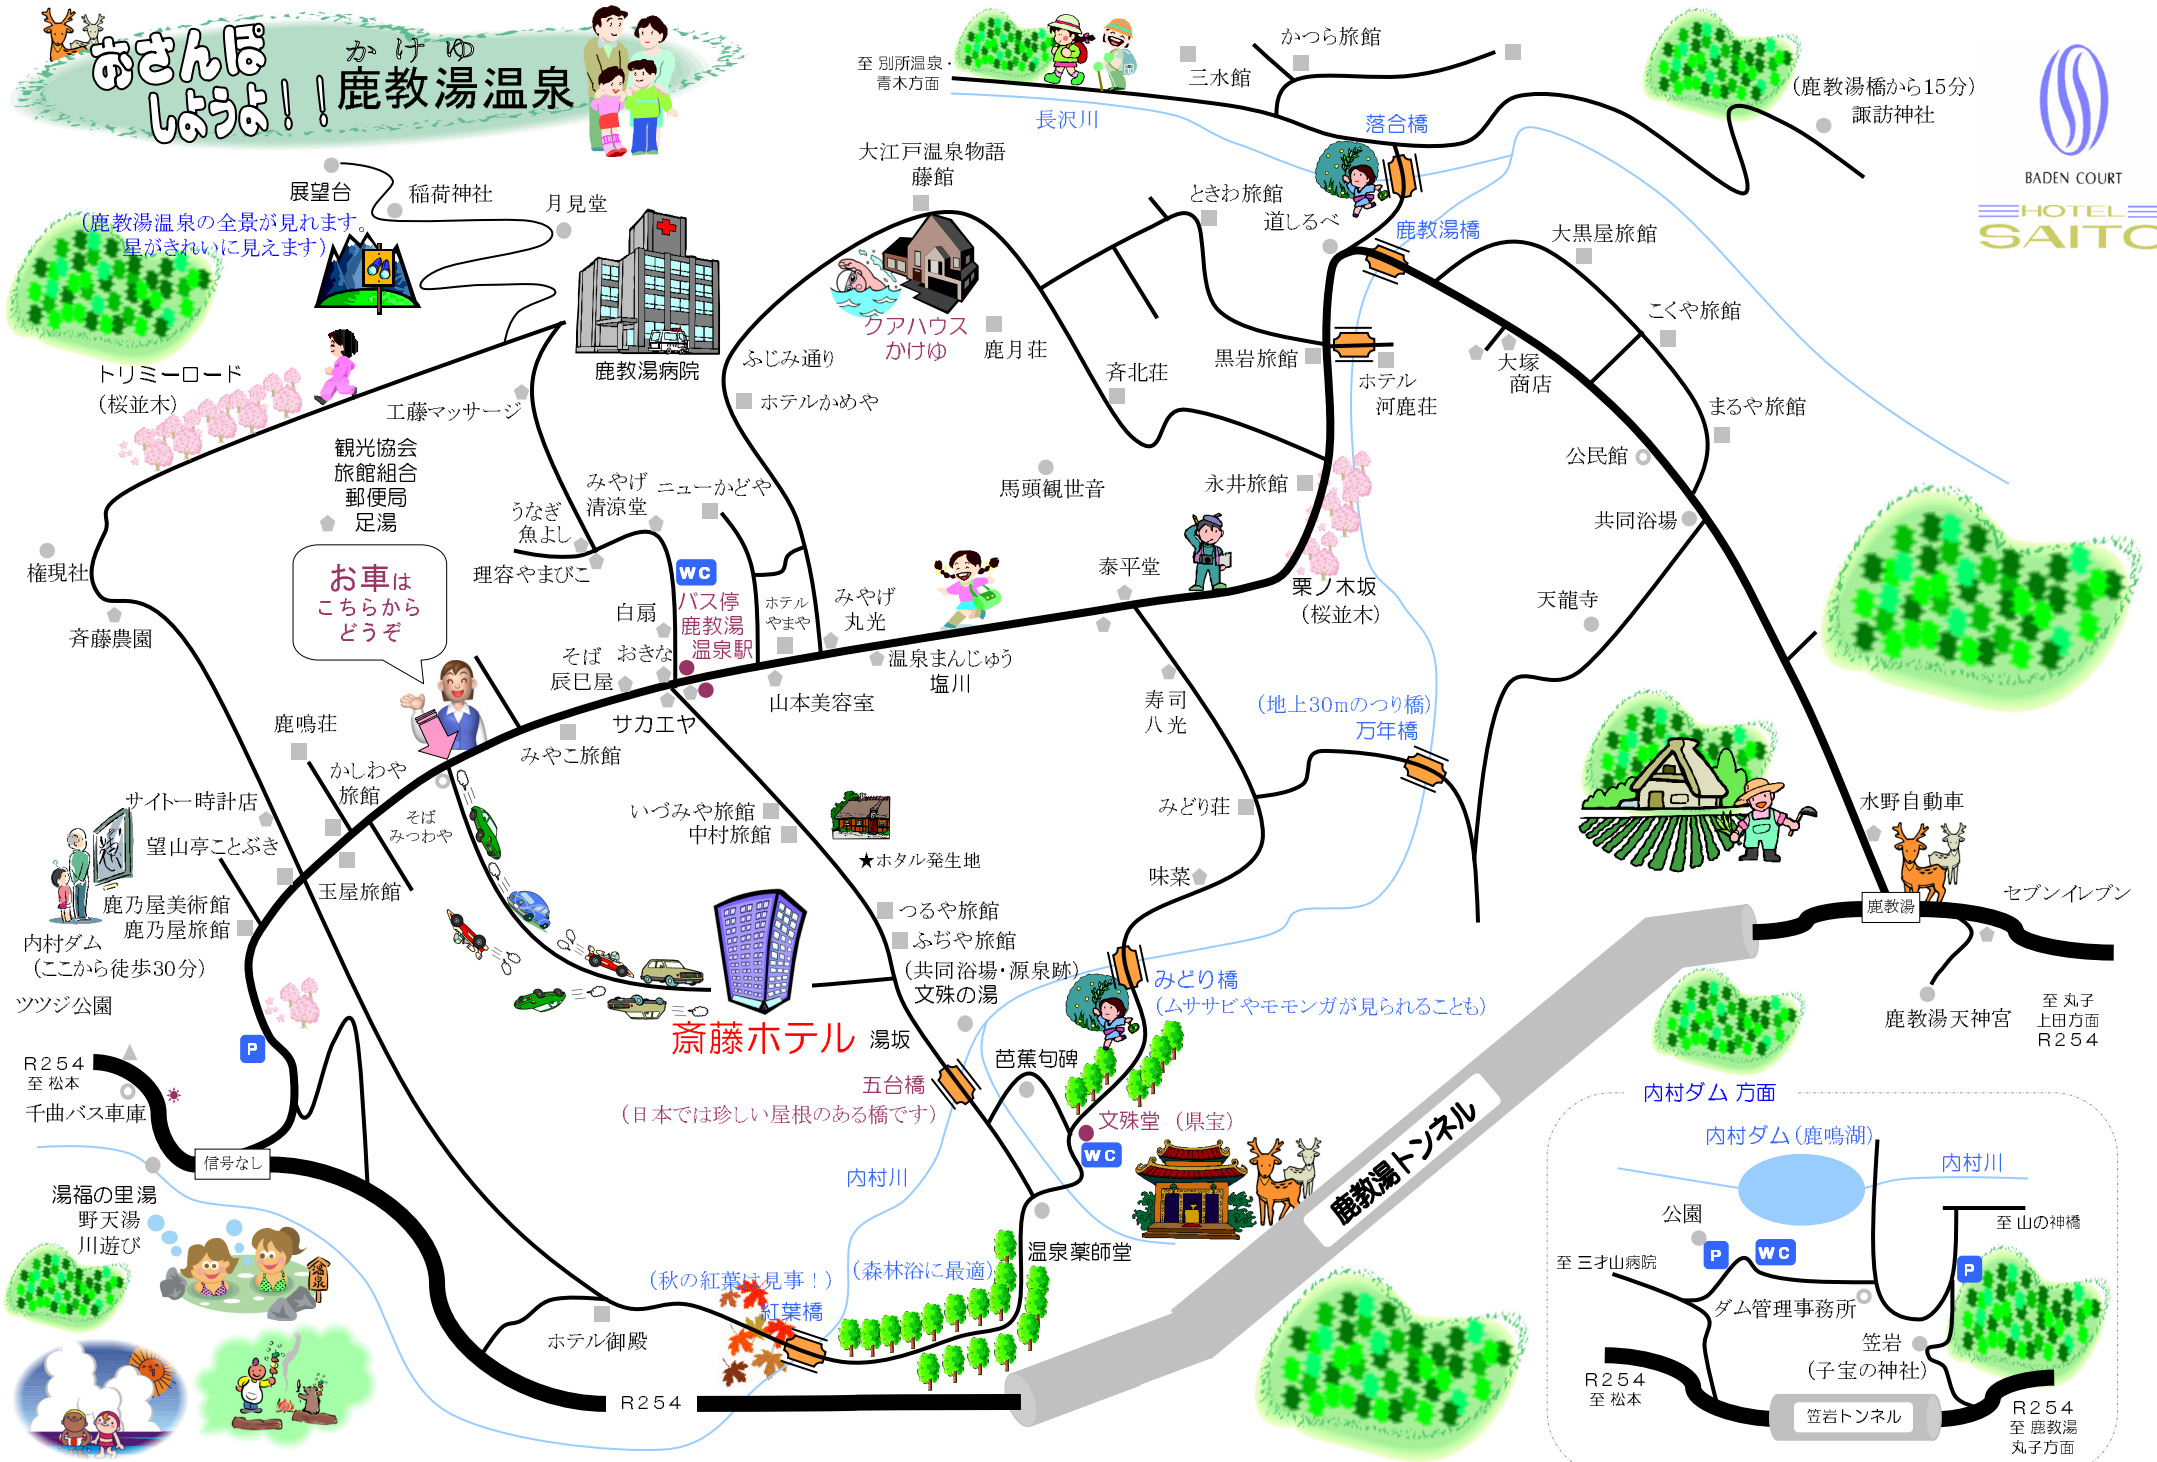 おさんぽ
しようよ!!
かけゆ
鹿教湯温泉
至 別所温泉・
青木方面
長沢川
三水館
かつら旅館
落合橋
(鹿教湯橋から15分)
諏訪神社
BADEN COURT
HOTEL
SAITO
展望台
(鹿教湯温泉の全景が見れます。
星がきれいに見えます)
稲荷神社
月見堂
鹿教湯病院
大江戸温泉物語
藤館
クアハウス
かけゆ
鹿月荘
ときわ旅館
道しるべ
鹿教湯橋
大黒屋旅館
こくや旅館
まるや旅館
大塚
商店
黒岩旅館
ホテル
河鹿荘
斉北荘
ふじみ通り
ホテルかめや
トリミーロード
(桜並木)
工藤マッサージ
観光協会
旅館組合
郵便局
足湯
うなぎ
魚よし
みやげ
清涼堂
ニューかどや
馬頭観世音
永井旅館
公民館
共同浴場
天龍寺
権現社
斉藤農園
お車は
こちらから
どうぞ
理容やまびこ
白扇
WC
バス停
鹿教湯
温泉駅
ホテル
やまや
みやげ
丸光
泰平堂
栗ノ木坂
(桜並木)
そば
辰巳屋
おきな
サカエヤ
山本美容室
温泉まんじゅう
塩川
寿司
八光
(地上30mのつり橋)
万年橋
鹿鳴荘
かしわや
旅館
みやこ旅館
サイトー時計店
望山亭ことぶき
そば
みつわや
玉屋旅館
いづみや旅館
中村旅館
★ホタル発生地
みどり荘
味菜
水野自動車
鹿教湯
セブンイレブン
鹿乃屋美術館
鹿乃屋旅館
内村ダム
(ここから徒歩30分)
ツツジ公園
つるや旅館
ふぢや旅館
(共同浴場・源泉跡)
文殊の湯
みどり橋
(ムササビやモモンガが見られることも)
鹿教湯天神宮
至 丸子
上田方面
R254
斎藤ホテル
湯坂
五台橋
(日本では珍しい屋根のある橋です)
芭蕉句碑
文殊堂 (県宝)
WC
鹿教湯トンネル
P
R254
至 松本
千曲バス車庫
信号なし
湯福の里湯
野天湯
川遊び
温泉
内村川
温泉薬師堂
(秋の紅葉は見事!)
紅葉橋
(森林浴に最適)
ホテル御殿
R254
内村ダム 方面
内村ダム(鹿鳴湖)
内村川
公園
P
WC
至 山の神橋
P
至 三才山病院
ダム管理事務所
笠岩
(子宝の神社)
R254
至 松本
笠岩トンネル
R254
至 鹿教湯
丸子方面